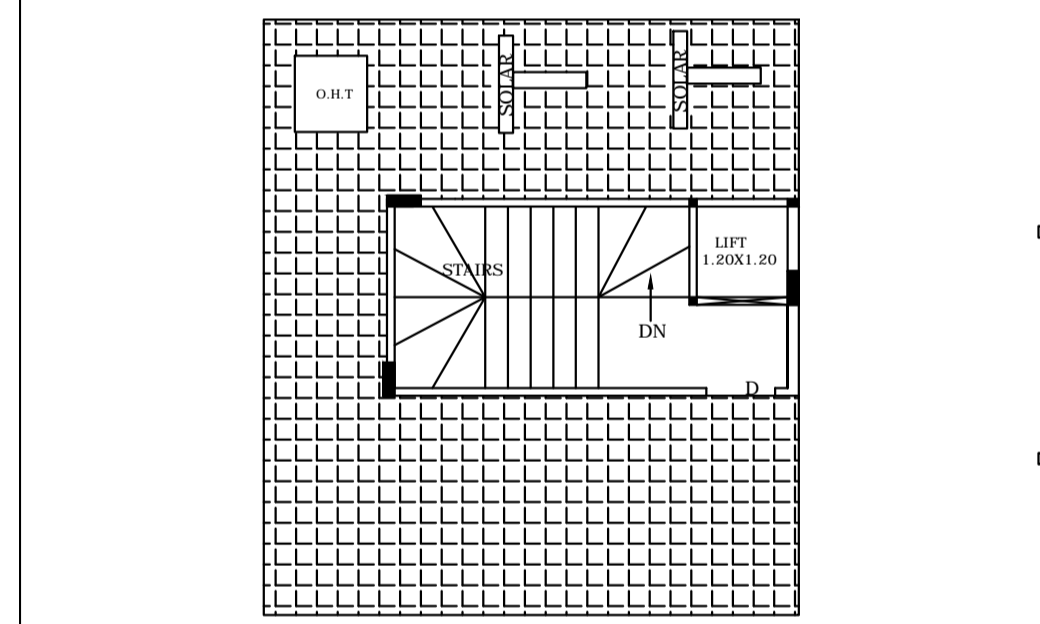 O.H.T
SOLAR
SOLAR
STAIRS
LIFT
1.20X1.20
DN
D